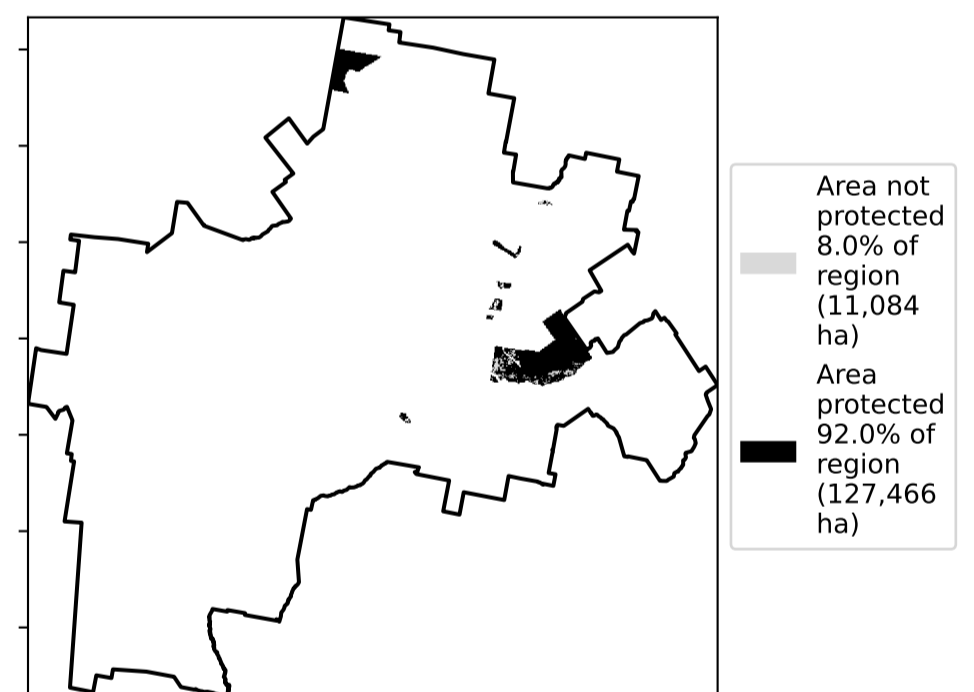 Area not
protected
8.0% of
region
(11,084
ha)
Area
protected
92.0% of
region
(127,466
ha)